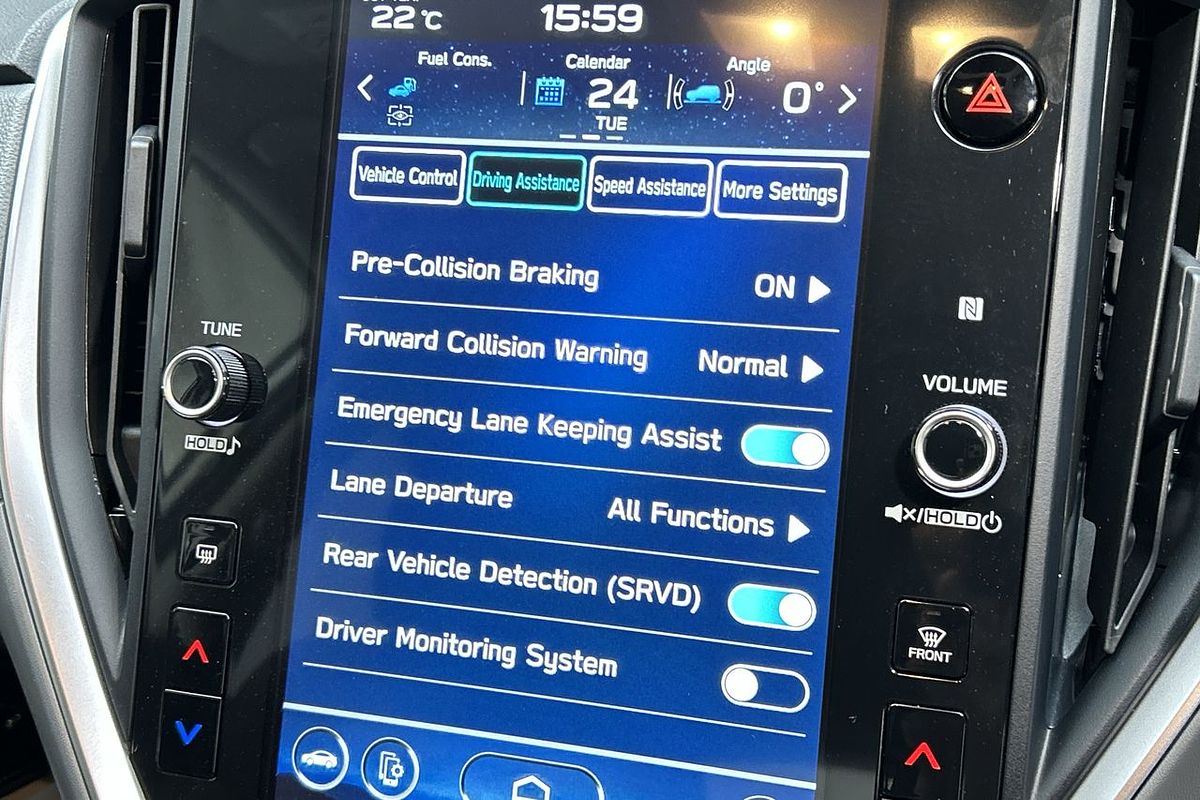 22 °C
15:59
Fuel Cons.
Calendar
24
TUE
Angle
0°
Vehicle Control
Driving Assistance
Speed Assistance
More Settings
Pre-Collision Braking ON
Forward Collision Warning Normal
Emergency Lane Keeping Assist
Lane Departure All Functions
Rear Vehicle Detection (SRVD)
Driver Monitoring System
TUNE
HOLD
N
VOLUME
/HOLD
FRONT